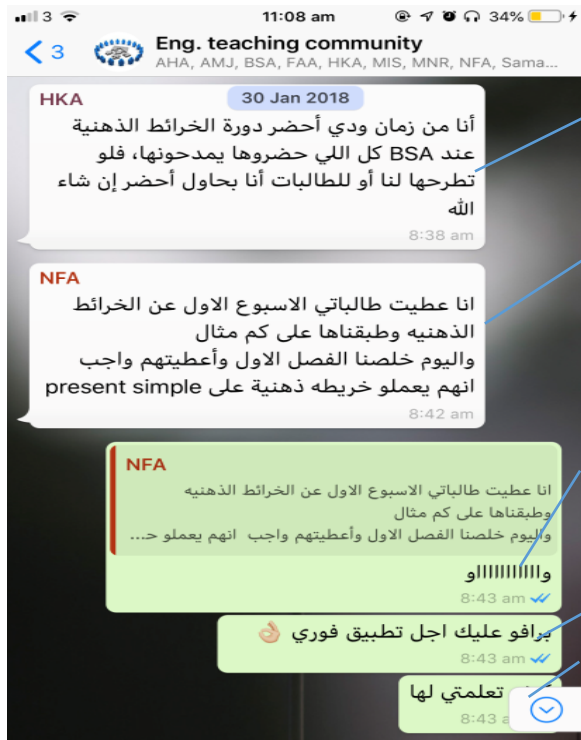 3 11:08 am 34%
3 Eng. teaching community
AHA, AMJ, BSA, FAA, HKA, MIS, MNR, NFA, Sama...
30 Jan 2018
HKA
أنا من زمان ودي أحضر دورة الخرائط الذهنية
عند BSA كل اللي حضروها يمدحونها، فلو
تطرحها لنا أو للطالبات أنا بحاول أحضر إن شاء
الله
8:38 am
NFA
انا عطيت طالباتي الاسبوع الاول عن الخرائط
الذهنيه وطبقناها على كم مثال
واليوم خلصنا الفصل الاول وأعطيتهم واجب
انهم يعملو خريطه ذهنية على present simple
8:42 am
NFA
انا عطيت طالباتي الاسبوع الاول عن الخرائط الذهنيه
وطبقناها على كم مثال
واليوم خلصنا الفصل الاول وأعطيتهم واجب انهم يعملو خ...
وااااااااااو
8:43 am
برافو عليك اجل تطبيق فوري 👌🏼
8:43 am
تعلمتي لها
8:43